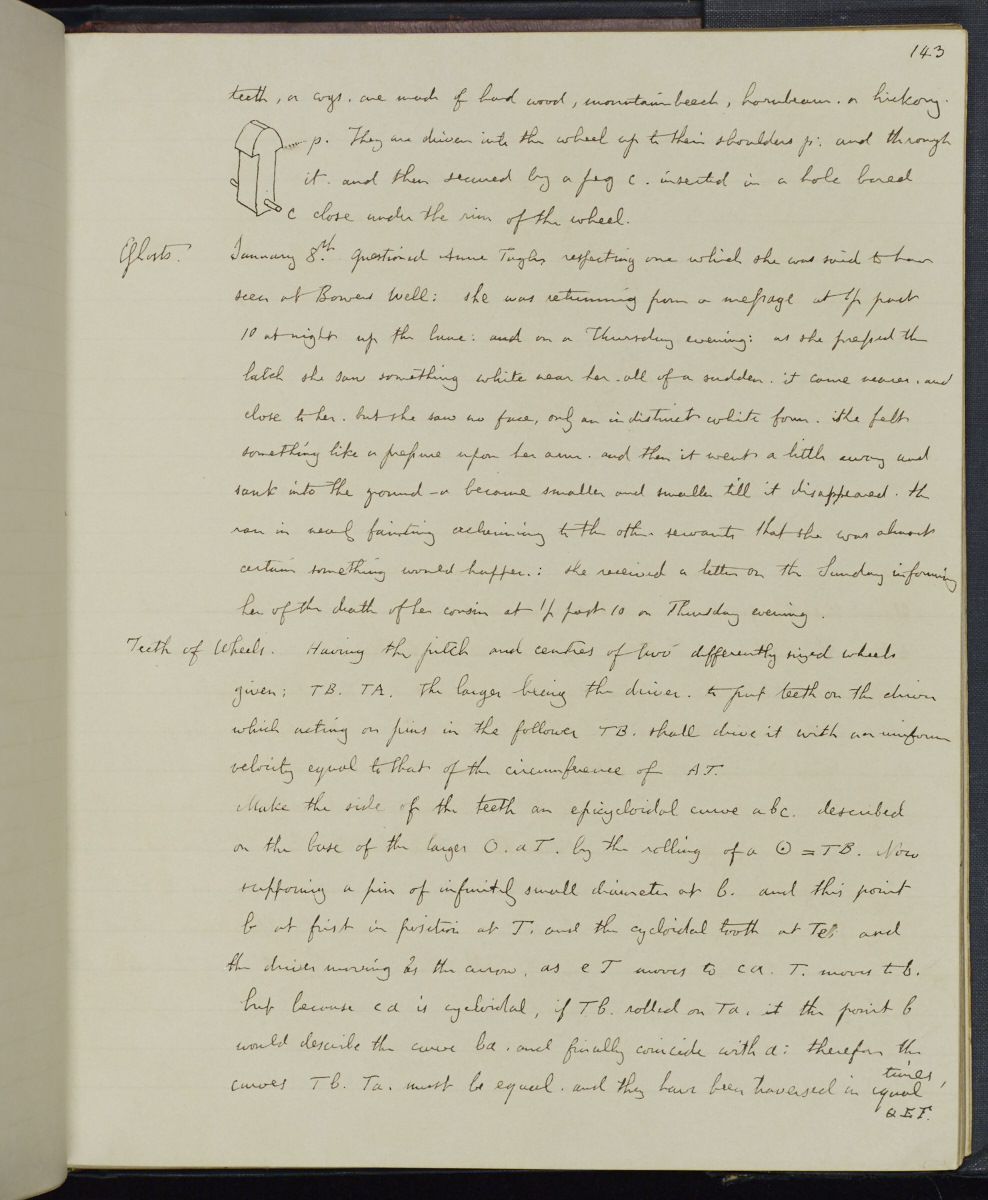 143
teeth, or cogs. are made of hard wood, mountain beech, hornbeam. or hickory.
p. They are driven into the wheel up to their shoulders p: and through
it. and then secured by a peg c. inserted in a hole bored
c close under the rim of the wheel.
Ghosts. January 8th. Questioned Anne Taylor respecting one which she was said to have
seen at Bowers Well: she was returning from a message at ½ past
10 at night up the lane: and on a Thursday evening: as she pressed the
latch she saw something white near her. all of a sudden. it came nearer. and
close to her. but she saw no face, only an indistinct white form. she felt
something like a pressure upon her arm. and then it went a little away and
sank into the ground – or became smaller and smaller till it disappeared. She
ran in nearly fainting exclaiming to the other servants that she was almost
certain something would happen.: she received a letter on the Sunday informing
her of the death of her cousin at ½ past 10 on Thursday evening.
Teeth of Wheels. Having the pitch and centres of two differently sized wheels
given; TB. TA. The larger being the driver. to put teeth on the driver
which acting on pins in the follower TB. shall drive it with an uniform
velocity equal to that of the circumference of AT.
Make the side of the teeth an epicycloidal curve abc. described
on the base of the larger O. aT. by the rolling of a ⊙ = TB. Now
supposing a pin of infinitely small diameter at b. and this point
b at first in position at T. and the cycloidal tooth at Te; and
the driver moving as the arrow. as eT moves to ca. T. moves to b.
but because ca is cycloidal, if Tb. rolled on Ta. it the point b
would describe the curve ba. and finally coincide with a: therefore the
curves Tb. Ta. must be equal. and they have been traversed in equal
times,
Q.E.F.